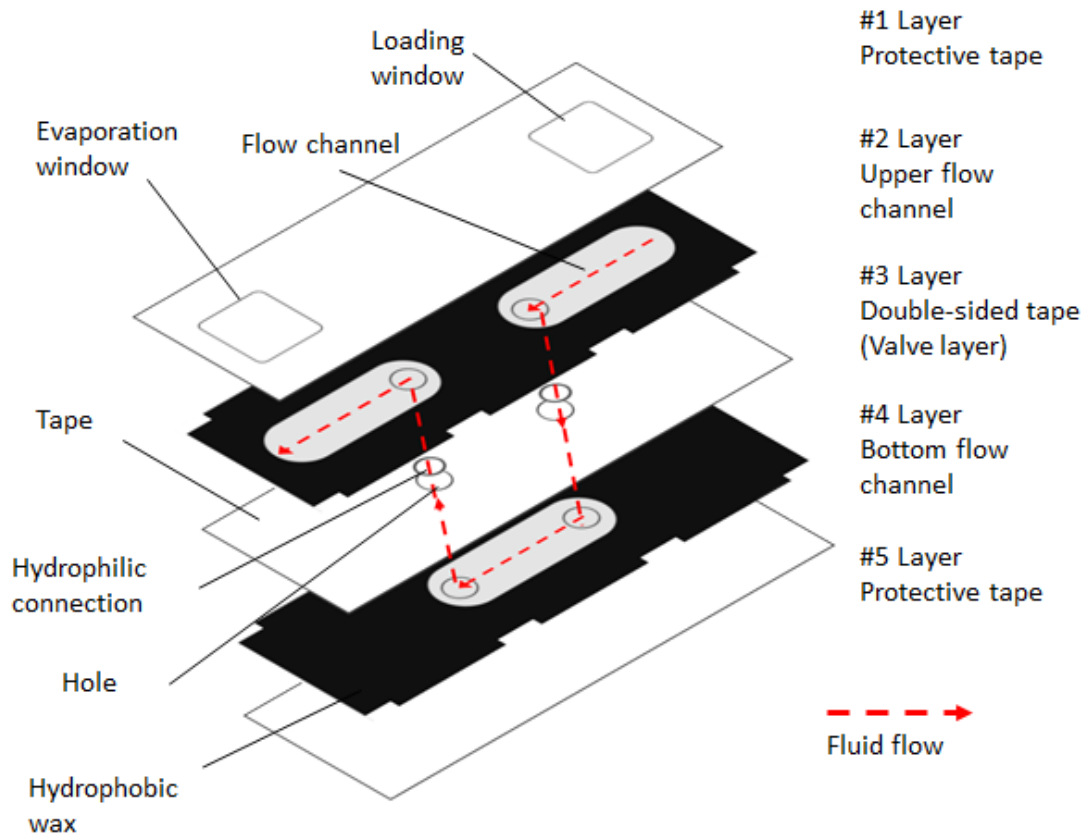 Loading
window
Evaporation
window
Flow channel
Tape
Hydrophilic
connection
Hole
Hydrophobic
wax
#1 Layer
Protective tape
#2 Layer
Upper flow
channel
#3 Layer
Double-sided tape
(Valve layer)
#4 Layer
Bottom flow
channel
#5 Layer
Protective tape
Fluid flow